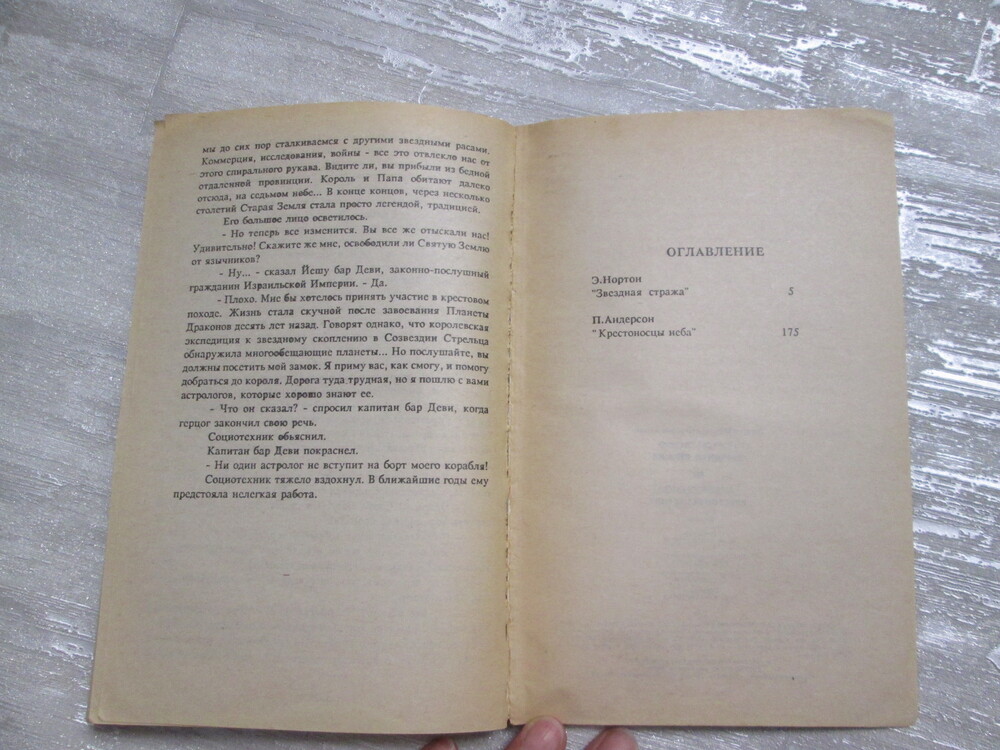 мы до сих пор сталкиваемся с другими звездными расами.
Коммерция, исследования, войны - все это отвлекло нас от
этого спирального рукава. Видите ли, вы прибыли из бедной
отдаленной провинции. Король и Папа обитают далеко
отсюда, на седьмом небе... В конце концов, через несколько
столетий Старая Земля стала просто легендой, традицией.
Его большое лицо осветилось.
- Но теперь все изменится. Вы все же отыскали нас!
Удивительно! Скажите же мне, освободили ли Святую Землю
от язычников?
- Ну... - сказал Йешу бар Деви, законно-послушный
гражданин Израильской Империи. - Да.
- Плохо. Мне бы хотелось принять участие в крестовом
походе. Жизнь стала скучной после завоевания Планеты
Драконов десять лет назад. Говорят однако, что королевская
экспедиция к звездному скоплению в Созвездии Стрельца
обнаружила многообещающие планеты... Но послушайте, вы
должны посетить мой замок. Я приму вас, как смогу, и помогу
добраться до короля. Дорога туда трудная, но я пошлю с вами
астрологов, которые хорошо знают ее.
- Что он сказал? - спросил капитан бар Деви, когда
герцог закончил свою речь.
Социотехник объяснил.
Капитан бар Деви покраснел.
- Ни один астролог не вступит на борт моего корабля!
Социотехник тяжело вздохнул. В ближайшие годы ему
предстояла нелегкая работа.
ОГЛАВЛЕНИЕ
Э.Нортон
"Звездная стража" 5
П.Андерсон
"Крестоносцы неба" 175